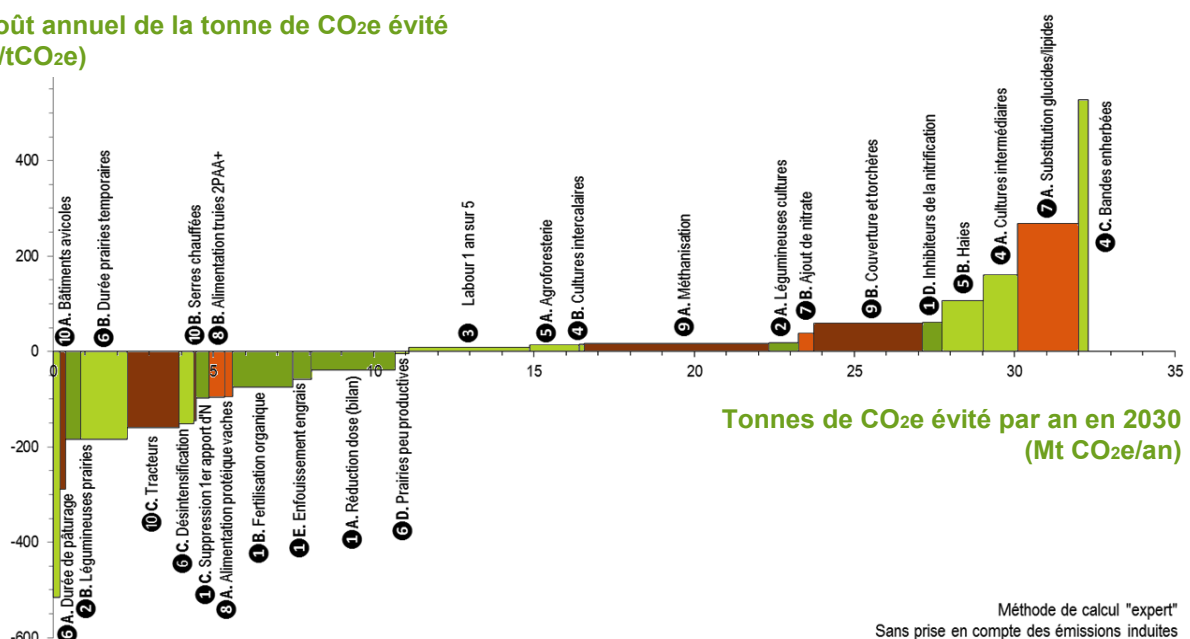 oût annuel de la tonne de CO2e évité
/tCO2e)
400
200
0
-200
-400
-600
0
5
10
15
20
25
30
35
10 A. Bâtiments avicoles
6 B. Durée prairies temporaires
10 B. Serres chauffées
8 B. Alimentation truies 2PAA+
3 Labour 1 an sur 5
5 A. Agroforesterie
4 B. Cultures intercalaires
9 A. Méthanisation
2 A. Légumineuses cultures
7 B. Ajout de nitrate
9 B. Couverture et torchères
1 D. Inhibiteurs de la nitrification
5 B. Haies
4 A. Cultures intermédiaires
7 A. Substitution glucides/lipides
4 C. Bandes enherbées
6 A. Durée de pâturage
2 B. Légumineuses prairies
10 C. Tracteurs
6 C. Désintensification
1 C. Suppression 1er apport d'N
8 A. Alimentation protéique vaches
1 B. Fertilisation organique
1 E. Enfouissement engrais
1 A. Réduction dose (bilan)
6 D. Prairies peu productives
Tonnes de CO2e évité par an en 2030
(Mt CO2e/an)
Méthode de calcul "expert"
Sans prise en compte des émissions induites